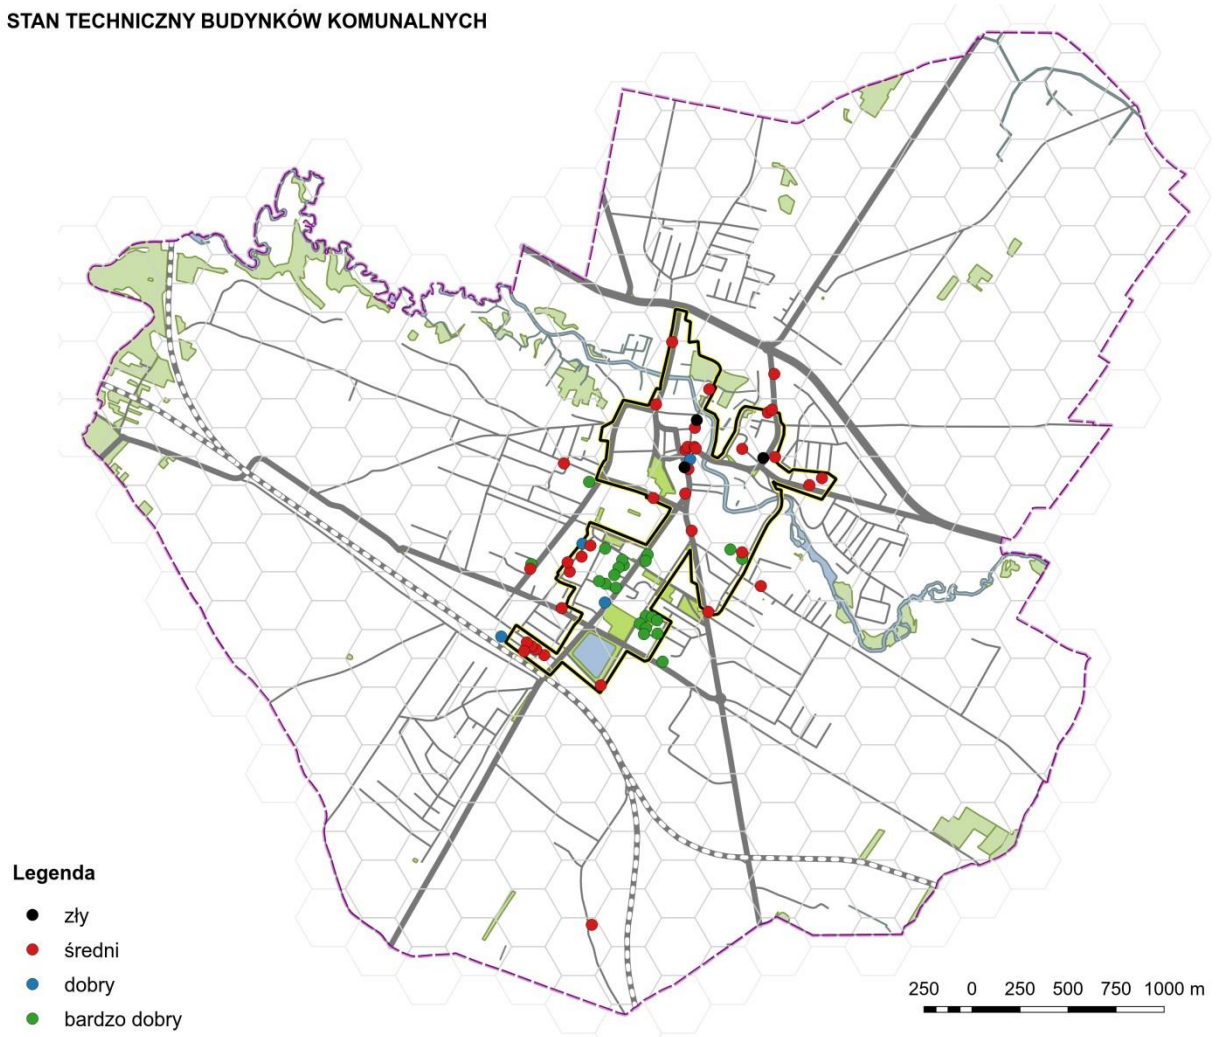 STAN TECHNICZNY BUDYNKÓW KOMUNALNYCH
Legenda
zły
średni
dobry
bardzo dobry
250 0 250 500 750 1000 m